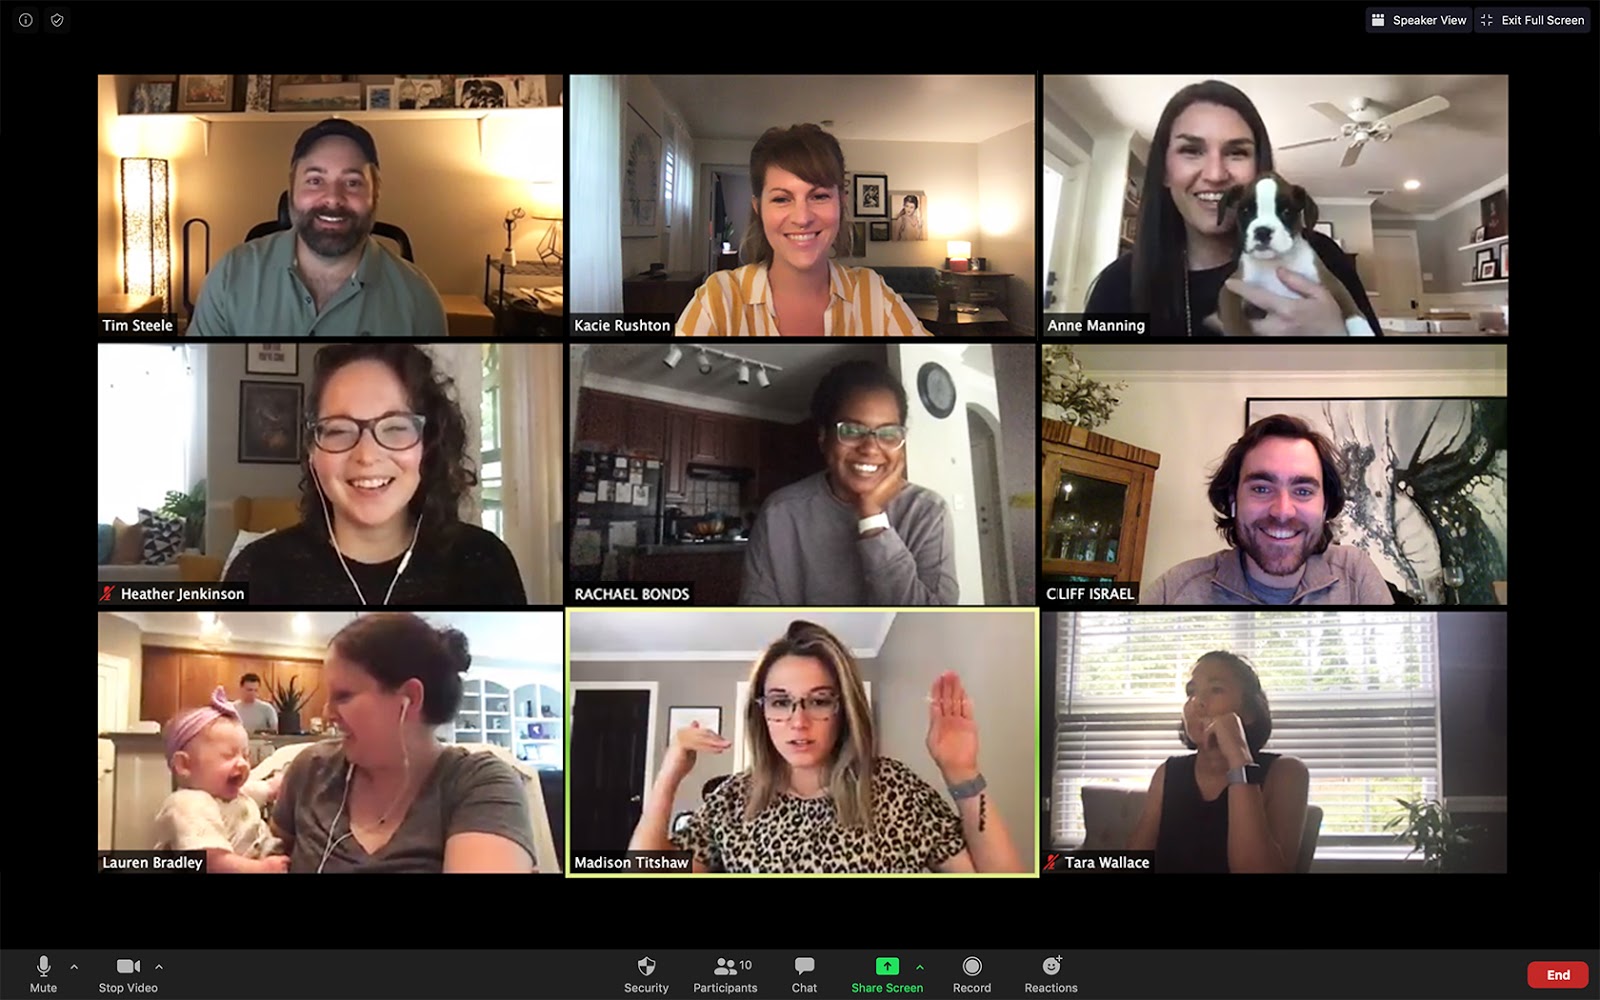 Speaker View
Exit Full Screen
Tim Steele
Kacie Rushton
Anne Manning
Heather Jenkinson
RACHAEL BONDS
CLIFF ISRAEL
Lauren Bradley
Madison Titshaw
Tara Wallace
10
Mute
Stop Video
Security
Participants
Chat
Share Screen
Record
Reactions
End